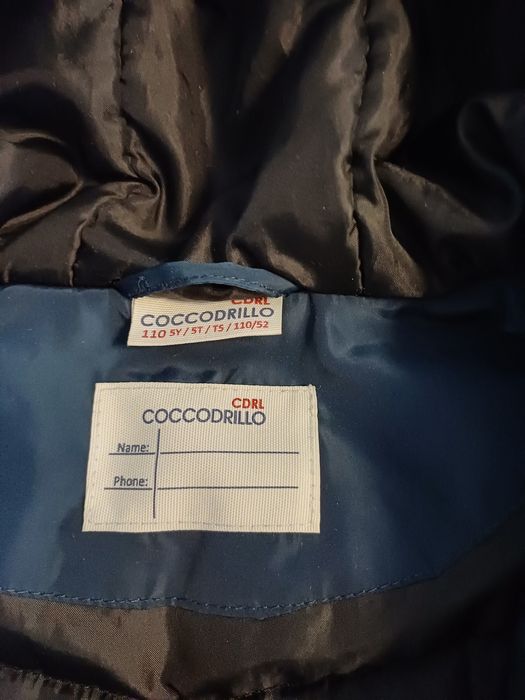 CDRL
COCCODRILLO
110 5Y / 5T / T5 / 110/52
CDRL
COCCODRILLO
Name:
Phone: